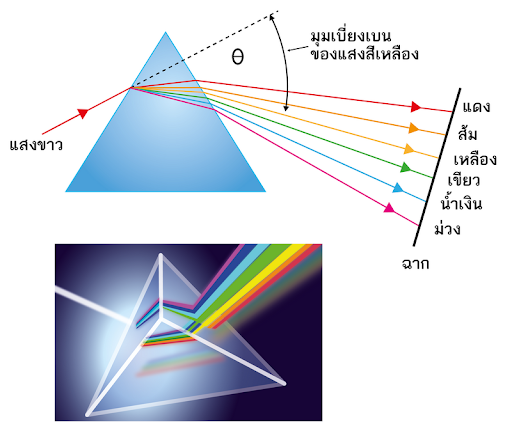 มุมเบี่ยงเบน
ของแสงสีเหลือง
θ
แสงขาว
แดง
ส้ม
เหลือง
เขียว
น้ำเงิน
ม่วง
ฉาก